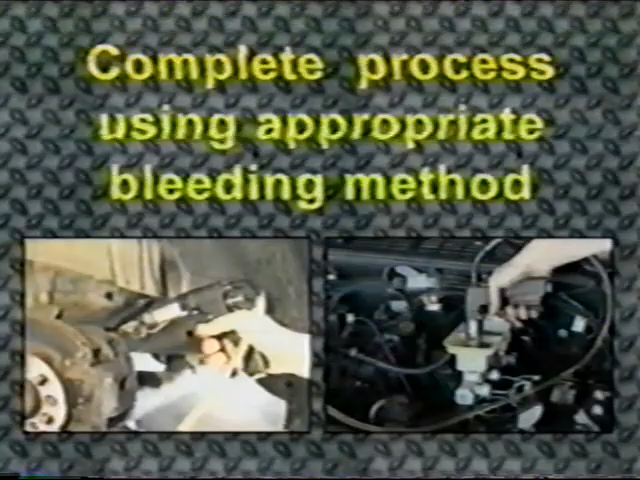 Complete process
using appropriate
bleeding method